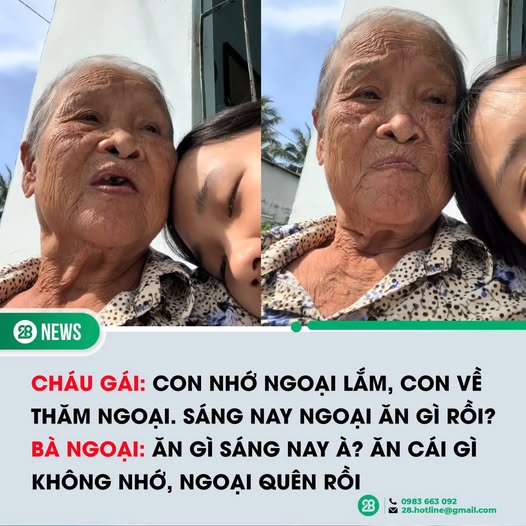 28 NEWS
CHÁU GÁI: CON NHỚ NGOẠI LẮM, CON VỀ
THĂM NGOẠI. SÁNG NAY NGOẠI ĂN GÌ RỒI?
BÀ NGOẠI: ĂN GÌ SÁNG NAY À? ĂN CÁI GÌ
KHÔNG NHỚ, NGOẠI QUÊN RỒI
28
0983 663 092
28.hotline@gmail.com